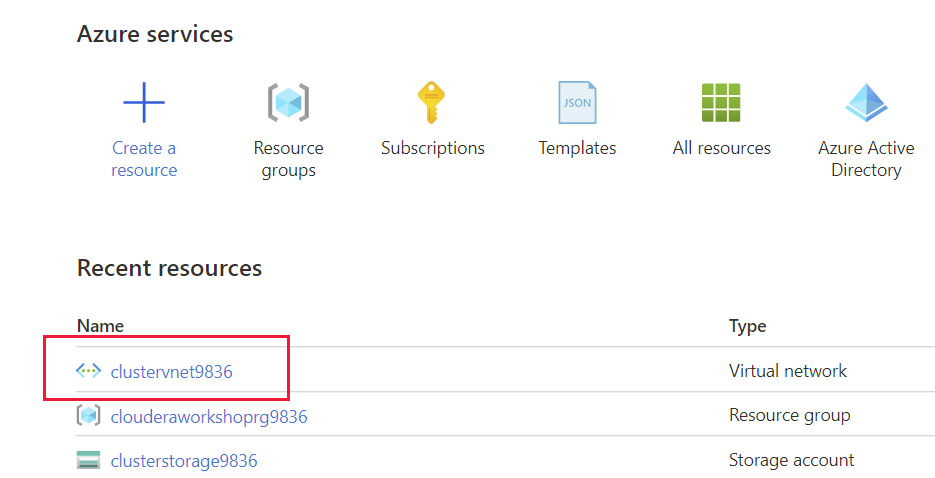 Azure services
JSON
Create a
resource
Resource
groups
Subscriptions
Templates
All resources
Azure Active
Directory
Recent resources
Name Type
clustervnet9836 Virtual network
clouderaworkshoprg9836 Resource group
clusterstorage9836 Storage account